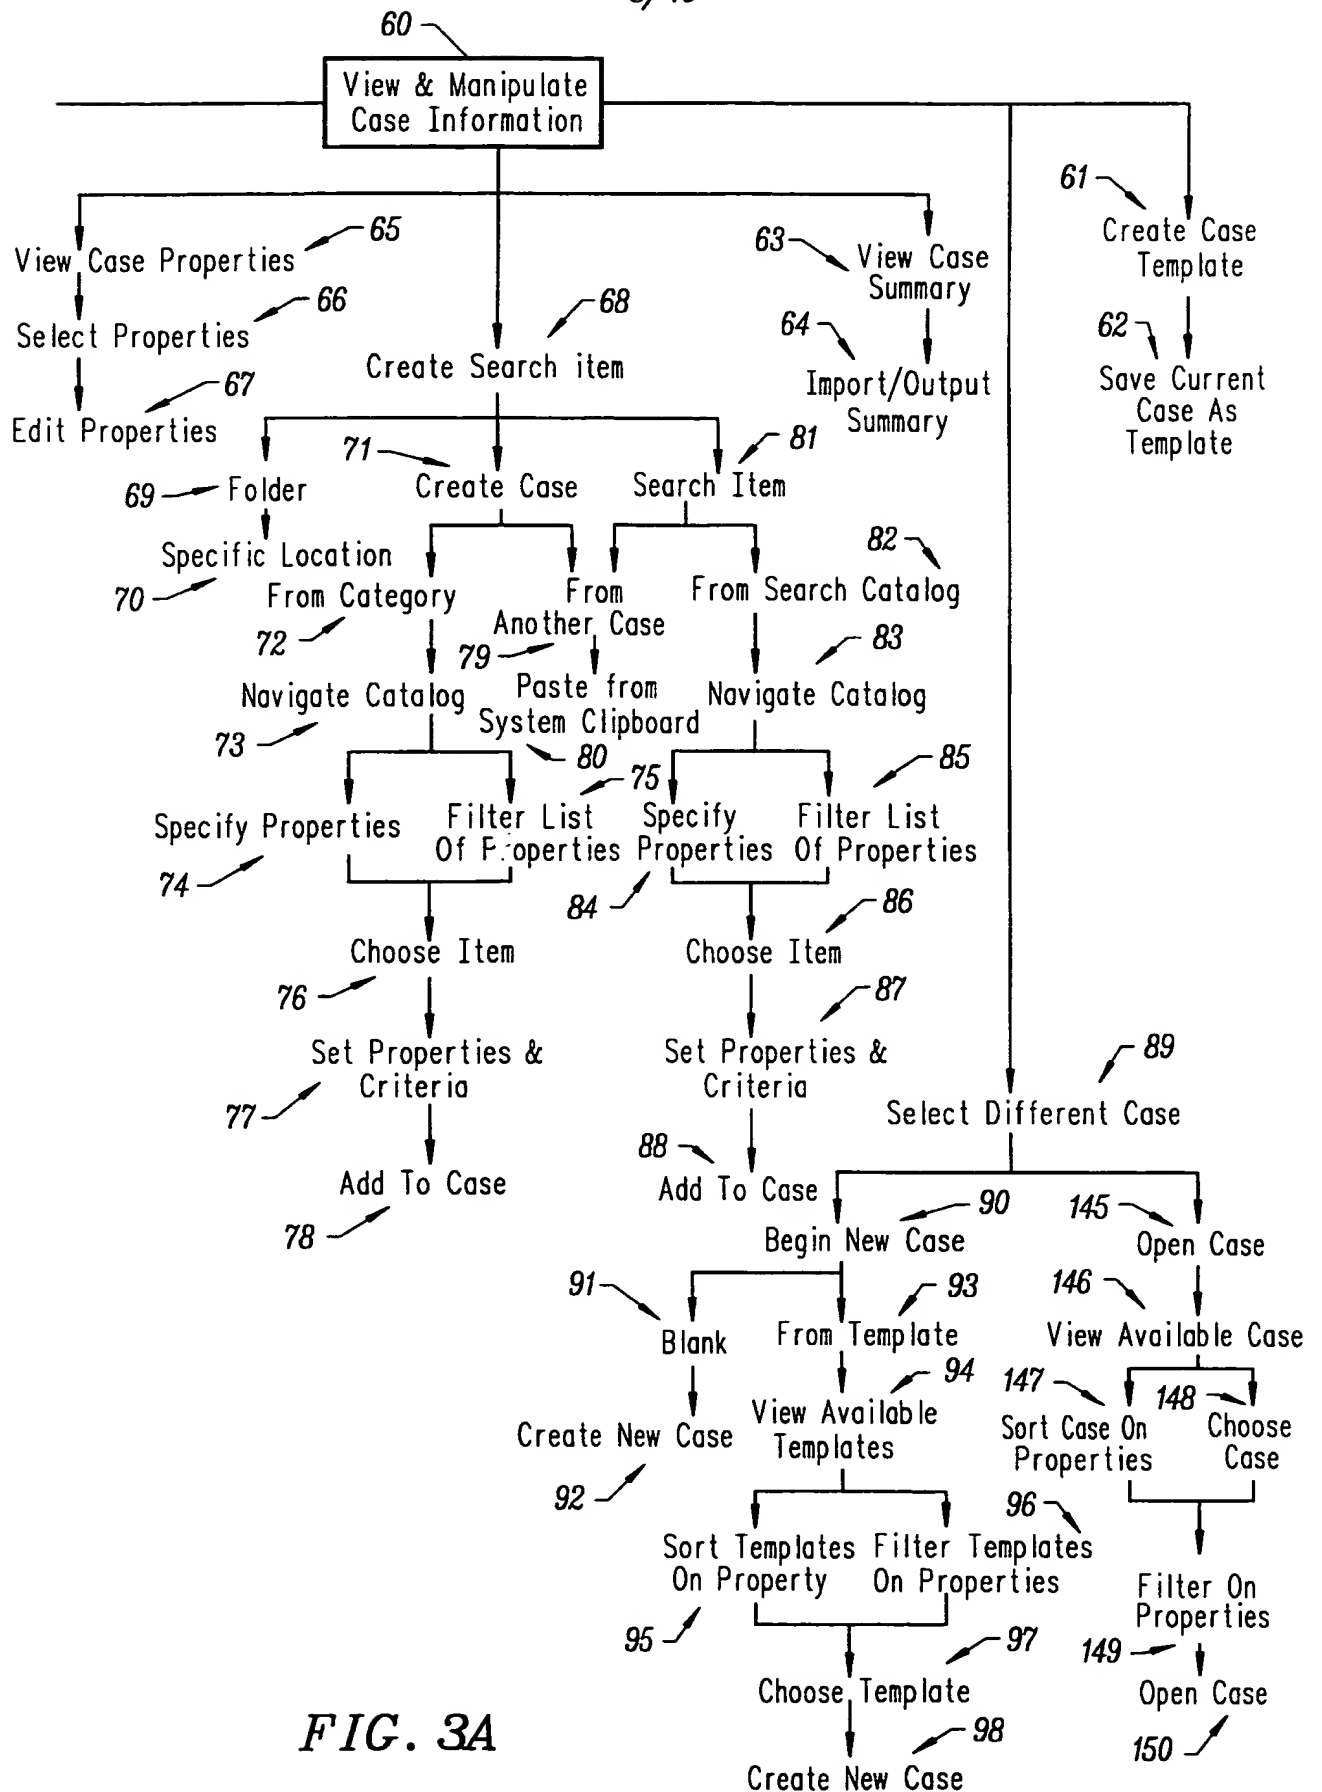 60
View & Manipulate
Case Information
61
Create Case
Template
62
Save Current
Case As
Template
65
View Case Properties
66
Select Properties
67
Edit Properties
63
View Case
Summary
64
Import/Output
Summary
68
Create Search item
69
Folder
Specific Location
70
71
Create Case
81
Search Item
From Category
72
From
Another Case
79
82
From Search Catalog
83
Navigate Catalog
73
Paste from
System Clipboard
80
Navigate Catalog
75
85
Specify Properties
74
Filter List
Of Properties
Specify
Properties
84
Filter List
Of Properties
Choose Item
76
86
Choose Item
87
Set Properties &
Criteria
77
Set Properties &
Criteria
88
Add To Case
78
Add To Case
89
Select Different Case
90
Begin New Case
145
Open Case
91
Blank
Create New Case
92
93
From Template
94
View Available
Templates
146
View Available Case
147
Sort Case On
Properties
148
Choose
Case
Sort Templates
On Property
95
96
Filter Templates
On Properties
Filter On
Properties
149
97
Choose Template
Open Case
150
98
Create New Case
FIG. 3A